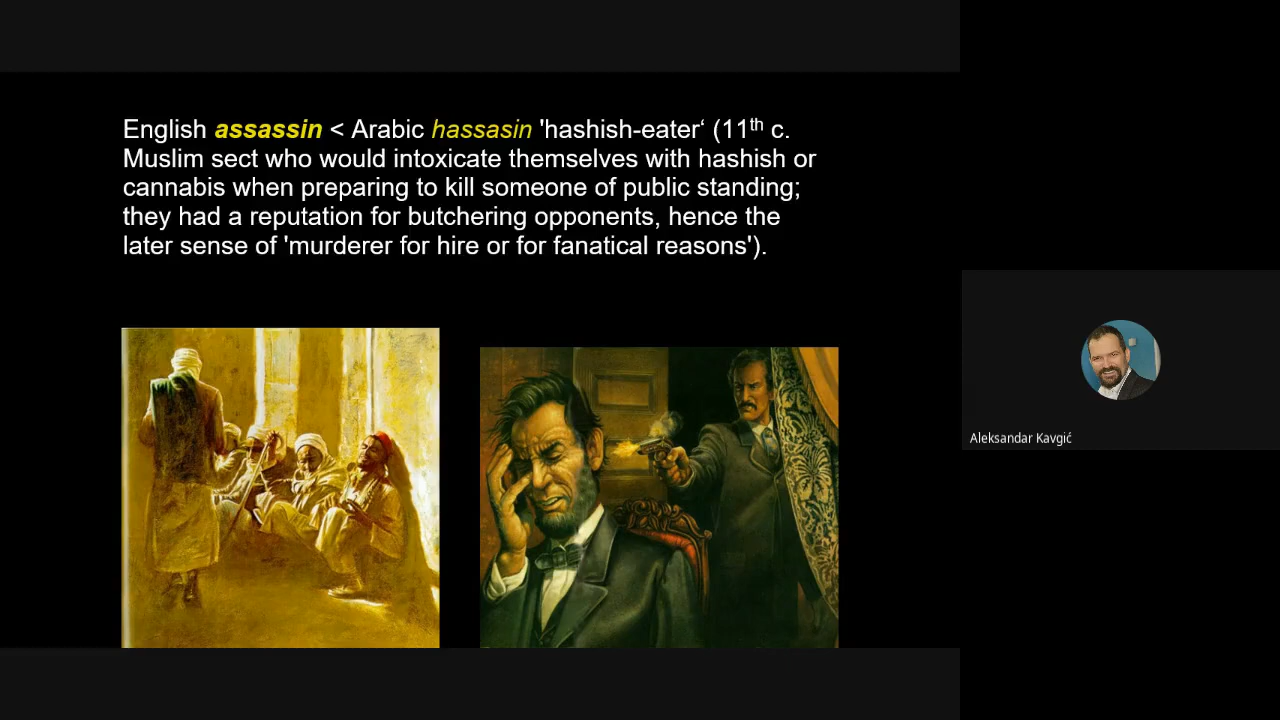 English assassin < Arabic hassasin 'hashish-eater‘ (11th c.
Muslim sect who would intoxicate themselves with hashish or
cannabis when preparing to kill someone of public standing;
they had a reputation for butchering opponents, hence the
later sense of 'murderer for hire or for fanatical reasons').
Aleksandar Kavgić